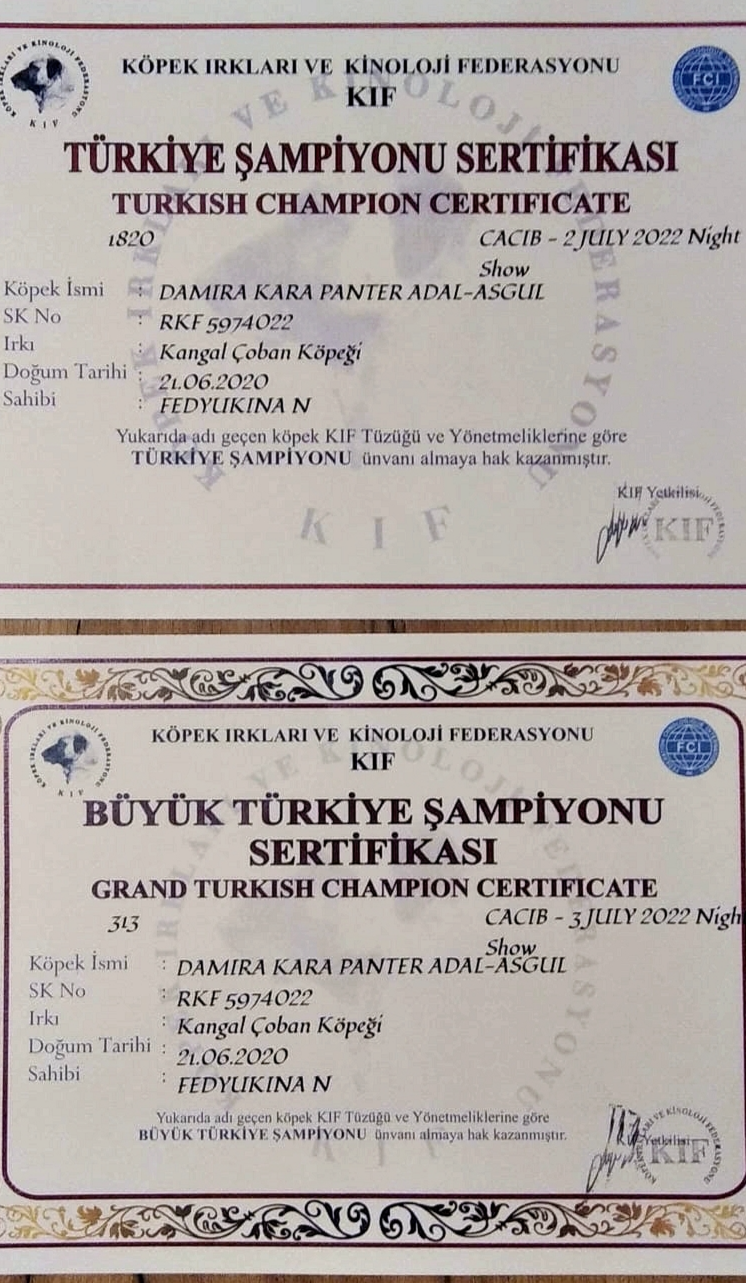 KÖPEK IRKLARI VE KİNOLOJİ FEDERASYONU
KIF
FCI
TÜRKİYE ŞAMPİYONU SERTİFİKASI
TURKISH CHAMPION CERTIFICATE
1820
CACIB - 2 JULY 2022 Night
Show
Köpek İsmi : DAMIRA KARA PANTER ADAL-ASGUL
SK No : RKF 5974022
Irkı : Kangal Çoban Köpeği
Doğum Tarihi : 21.06.2020
Sahibi : FEDYUKINA N
Yukarıda adı geçen köpek KIF Tüzüğü ve Yönetmeliklerine göre
TÜRKİYE ŞAMPİYONU ünvanı almaya hak kazanmıştır.
KIF Yetkilisi
KIF
K I F
KÖPEK IRKLARI VE KİNOLOJİ FEDERASYONU
KIF
FCI
BÜYÜK TÜRKİYE ŞAMPİYONU
SERTİFİKASI
GRAND TURKISH CHAMPION CERTIFICATE
313
CACIB - 3 JULY 2022 Nigh
Show
Köpek İsmi : DAMIRA KARA PANTER ADAL-ASGUL
SK No : RKF 5974022
Irkı : Kangal Çoban Köpeği
Doğum Tarihi : 21.06.2020
Sahibi : FEDYUKINA N
Yukarıda adı geçen köpek KIF Tüzüğü ve Yönetmeliklerine göre
BÜYÜK TÜRKİYE ŞAMPİYONU ünvanı almaya hak kazanmıştır.
Yetkilisi
KIF